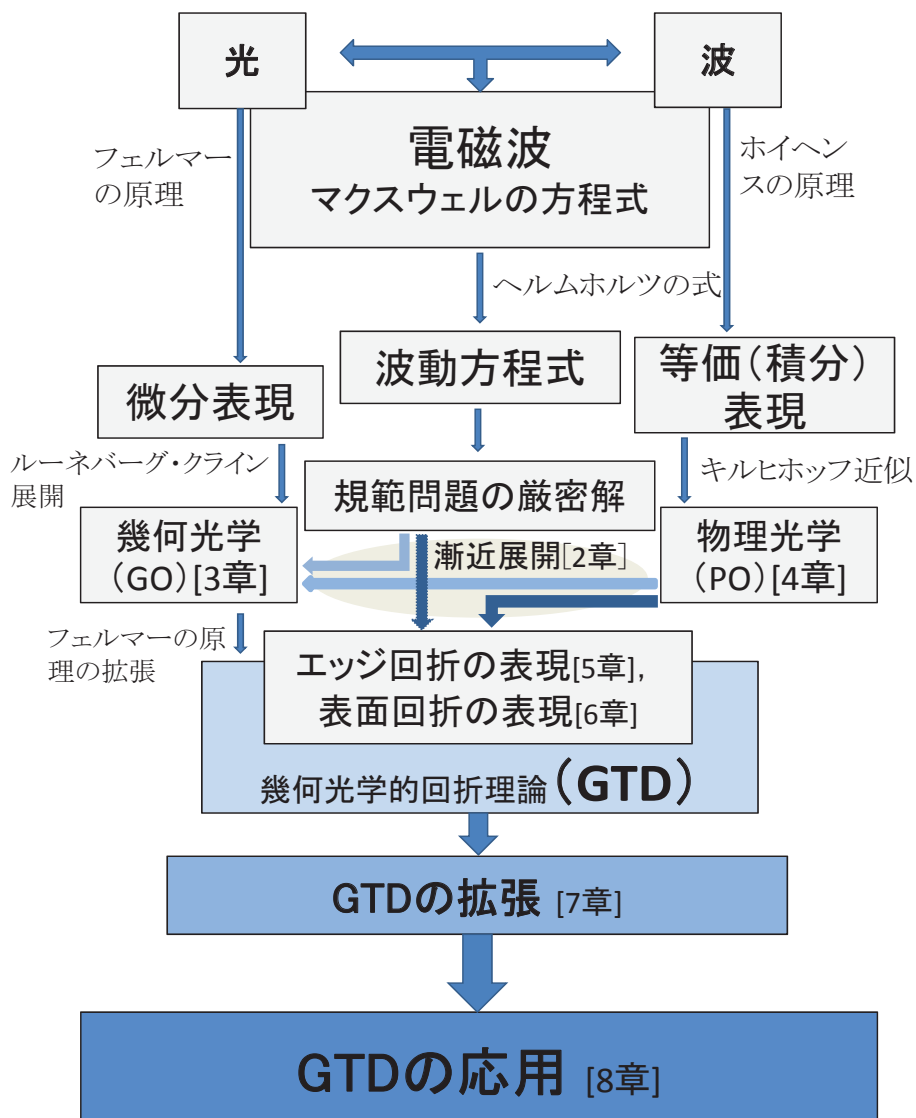 光
波
電磁波
マクスウェルの方程式
フェルマー
の原理
ホイヘン
スの原理
ヘルムホルツの式
微分表現
波動方程式
等価(積分)
表現
ルーネバーグ・クライン
展開
キルヒホッフ近似
規範問題の厳密解
幾何光学
(GO)[3章]
漸近展開[2章]
物理光学
(PO)[4章]
フェルマーの原
理の拡張
エッジ回折の表現[5章],
表面回折の表現[6章]
幾何光学的回折理論(GTD)
GTDの拡張 [7章]
GTDの応用 [8章]